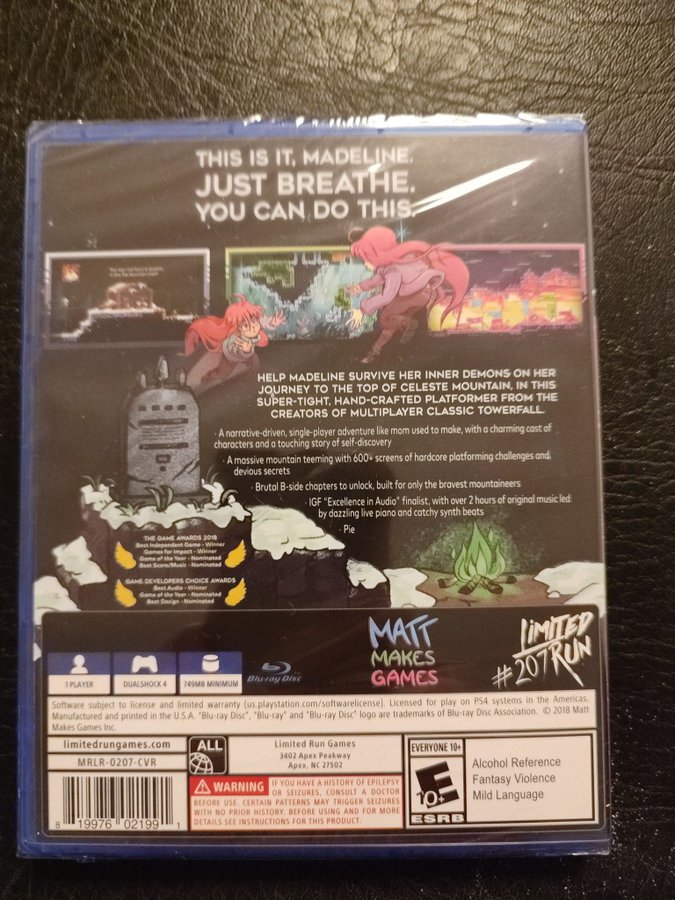 THIS IS IT, MADELINE.
JUST BREATHE.
YOU CAN DO THIS.
HELP MADELINE SURVIVE HER INNER DEMONS ON HER
JOURNEY TO THE TOP OF CELESTE MOUNTAIN, IN THIS
SUPER-TIGHT, HAND-CRAFTED PLATFORMER FROM THE
CREATORS OF MULTIPLAYER CLASSIC TOWERFALL.
· A narrative-driven, single-player adventure like mom used to make, with a charming cast of
characters and a touching story of self-discovery
· A massive mountain teeming with 600+ screens of hardcore platforming challenges and
devious secrets
· Brutal B-side chapters to unlock, built for only the bravest mountaineers
· IGF "Excellence in Audio" finalist, with over 2 hours of original music led
by dazzling live piano and catchy synth beats
· Pie
THE GAME AWARDS 2018
Best Independent Game - Winner
Games for Impact - Winner
Game of the Year - Nominated
Best Score/Music - Nominated
GAME DEVELOPERS CHOICE AWARDS
Best Audio - Winner
Game of the Year - Nominated
Best Design - Nominated
MATT
MAKES
GAMES
LIMITED
RUN
#207
1 PLAYER
DUALSHOCK 4
749MB MINIMUM
Blu-ray Disc
Software subject to license and limited warranty (us.playstation.com/softwarelicense). Licensed for play on PS4 systems in the Americas.
Manufactured and printed in the U.S.A. "Blu-ray Disc", "Blu-ray" and "Blu-ray Disc" logo are trademarks of Blu-ray Disc Association. © 2018 Matt
Makes Games Inc.
limitedrungames.com
MRLR-0207-CVR
8 19976 02199 1
ALL
Limited Run Games
3402 Apex Peakway
Apex, NC 27502
WARNING
IF YOU HAVE A HISTORY OF EPILEPSY
OR SEIZURES, CONSULT A DOCTOR
BEFORE USE. CERTAIN PATTERNS MAY TRIGGER SEIZURES
WITH NO PRIOR HISTORY. BEFORE USING AND FOR MORE
DETAILS SEE INSTRUCTIONS FOR THIS PRODUCT.
EVERYONE 10+
E
10+
ESRB
Alcohol Reference
Fantasy Violence
Mild Language